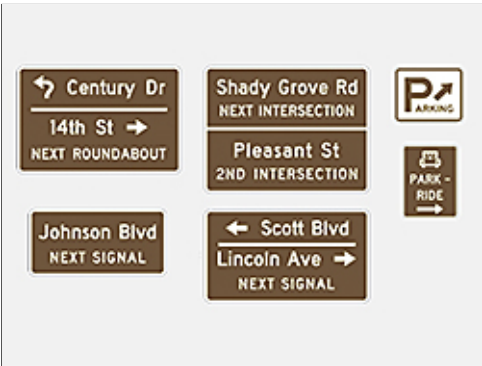 Century Dr
14th St
NEXT ROUNDABOUT
Shady Grove Rd
NEXT INTERSECTION
Pleasant St
2ND INTERSECTION
PARKING
PARK -
RIDE
Johnson Blvd
NEXT SIGNAL
Scott Blvd
Lincoln Ave
NEXT SIGNAL